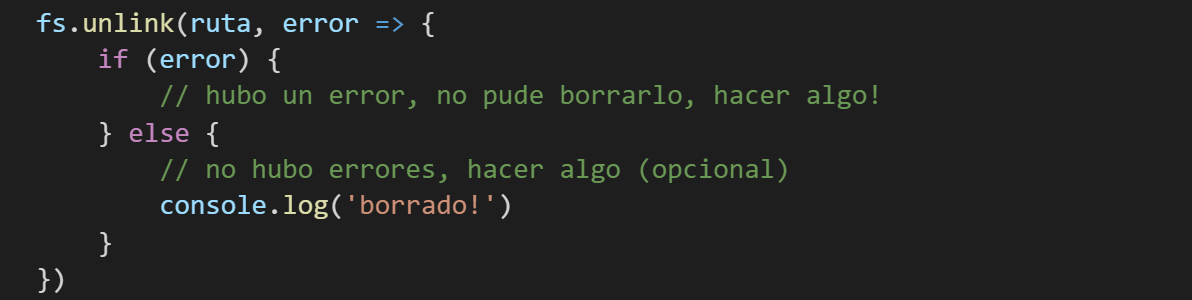 fs.unlink(ruta, error => {
    if (error) {
        // hubo un error, no pude borrarlo, hacer algo!
    } else {
        // no hubo errores, hacer algo (opcional)
        console.log('borrado!')
    }
})